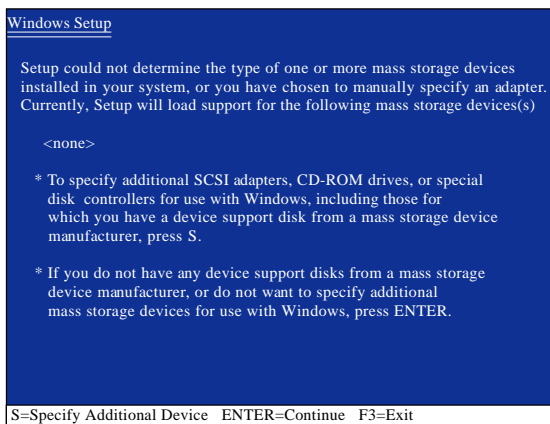 Windows Setup
Setup could not determine the type of one or more mass storage devices
installed in your system, or you have chosen to manually specify an adapter.
Currently, Setup will load support for the following mass storage devices(s)
<none>
* To specify additional SCSI adapters, CD-ROM drives, or special
disk controllers for use with Windows, including those for
which you have a device support disk from a mass storage device
manufacturer, press S.
* If you do not have any device support disks from a mass storage
device manufacturer, or do not want to specify additional
mass storage devices for use with Windows, press ENTER.
S=Specify Additional Device ENTER=Continue F3=Exit